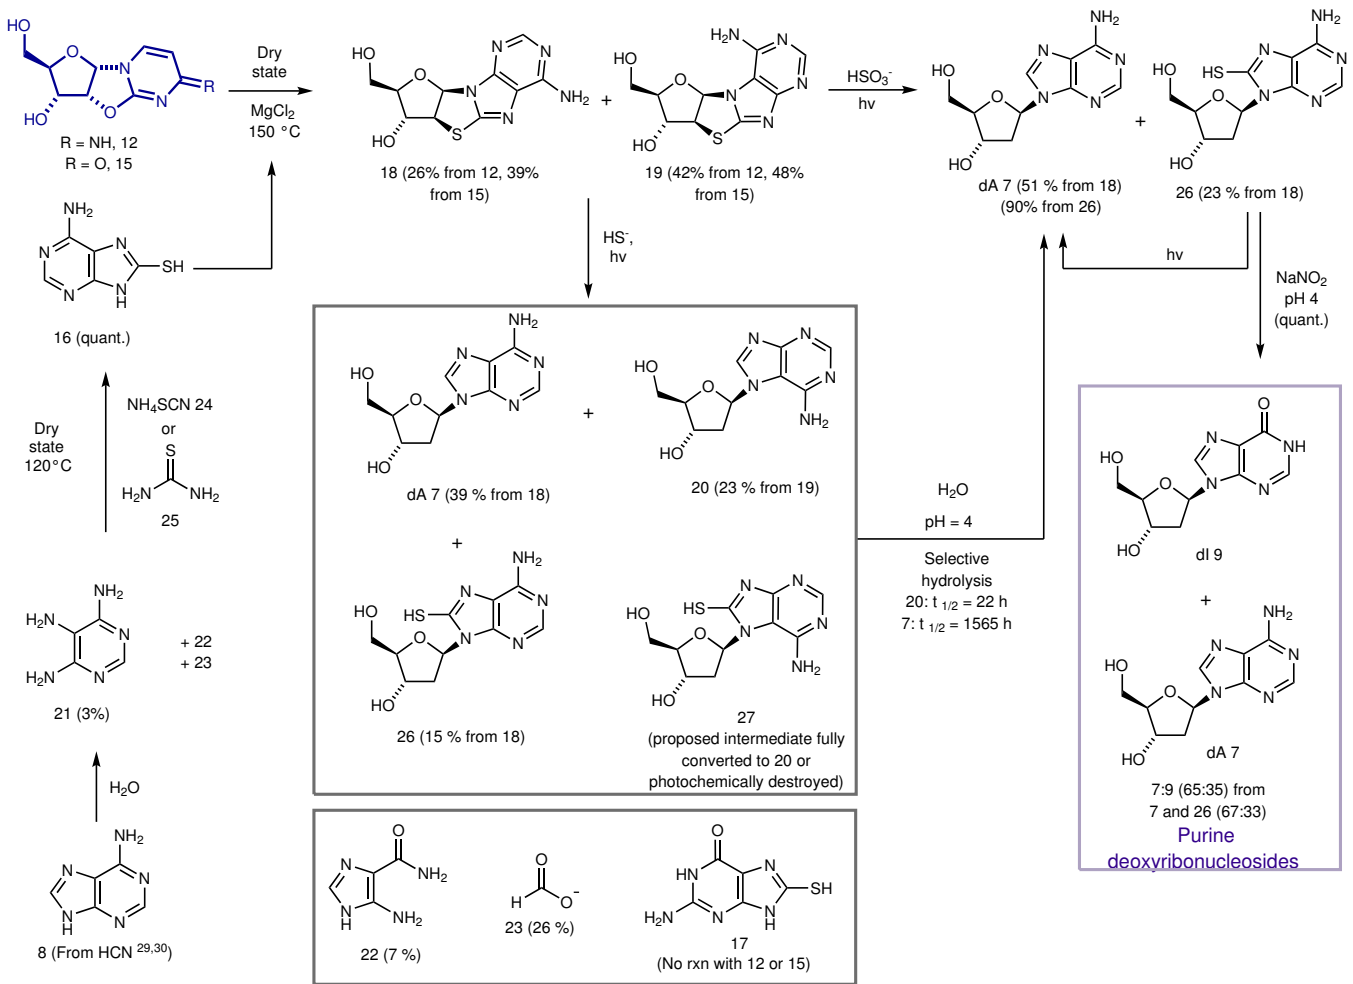 HO
O
N
N
O
R
HO
R = NH, 12
R = O, 15
Dry
state
MgCl2
150 °C
HO
O
N
N
N
N
N
NH2
S
HO
18 (26% from 12, 39%
from 15)
+
HO
O
NH2
N
N
N
N
N
S
HO
19 (42% from 12, 48%
from 15)
HSO3-
hv
NH2
N
N
N
N
HO
O
HO
dA 7 (51 % from 18)
(90% from 26)
+
NH2
N
N
N
N
HS
HO
O
HO
26 (23 % from 18)
NH2
N
N
N
N
H
SH
16 (quant.)
HS-,
hv
hv
NaNO2
pH 4
(quant.)
NH4SCN 24
or
S
H2N
NH2
25
Dry
state
120°C
NH2
H2N
H2N
N
N
+ 22
+ 23
21 (3%)
H2O
NH2
N
N
N
N
H
8 (From HCN 29,30)
NH2
N
N
N
N
HO
O
HO
dA 7 (39 % from 18)
+
N
N
N
N
NH2
HO
O
HO
20 (23 % from 19)
+
NH2
N
N
N
N
HS
HO
O
HO
26 (15 % from 18)
N
N
N
N
HS
NH2
HO
O
HO
27
(proposed intermediate fully
converted to 20 or
photochemically destroyed)
H2O
pH = 4
Selective
hydrolysis
20: t 1/2 = 22 h
7: t 1/2 = 1565 h
O
N
NH
N
N
HO
O
HO
dI 9
+
NH2
N
N
N
N
HO
O
HO
dA 7
7:9 (65:35) from
7 and 26 (67:33)
Purine
deoxyribonucleosides
O
N
NH2
N
H
NH2
22 (7 %)
O
H
O-
23 (26 %)
O
HN
N
SH
H2N
N
N
H
17
(No rxn with 12 or 15)